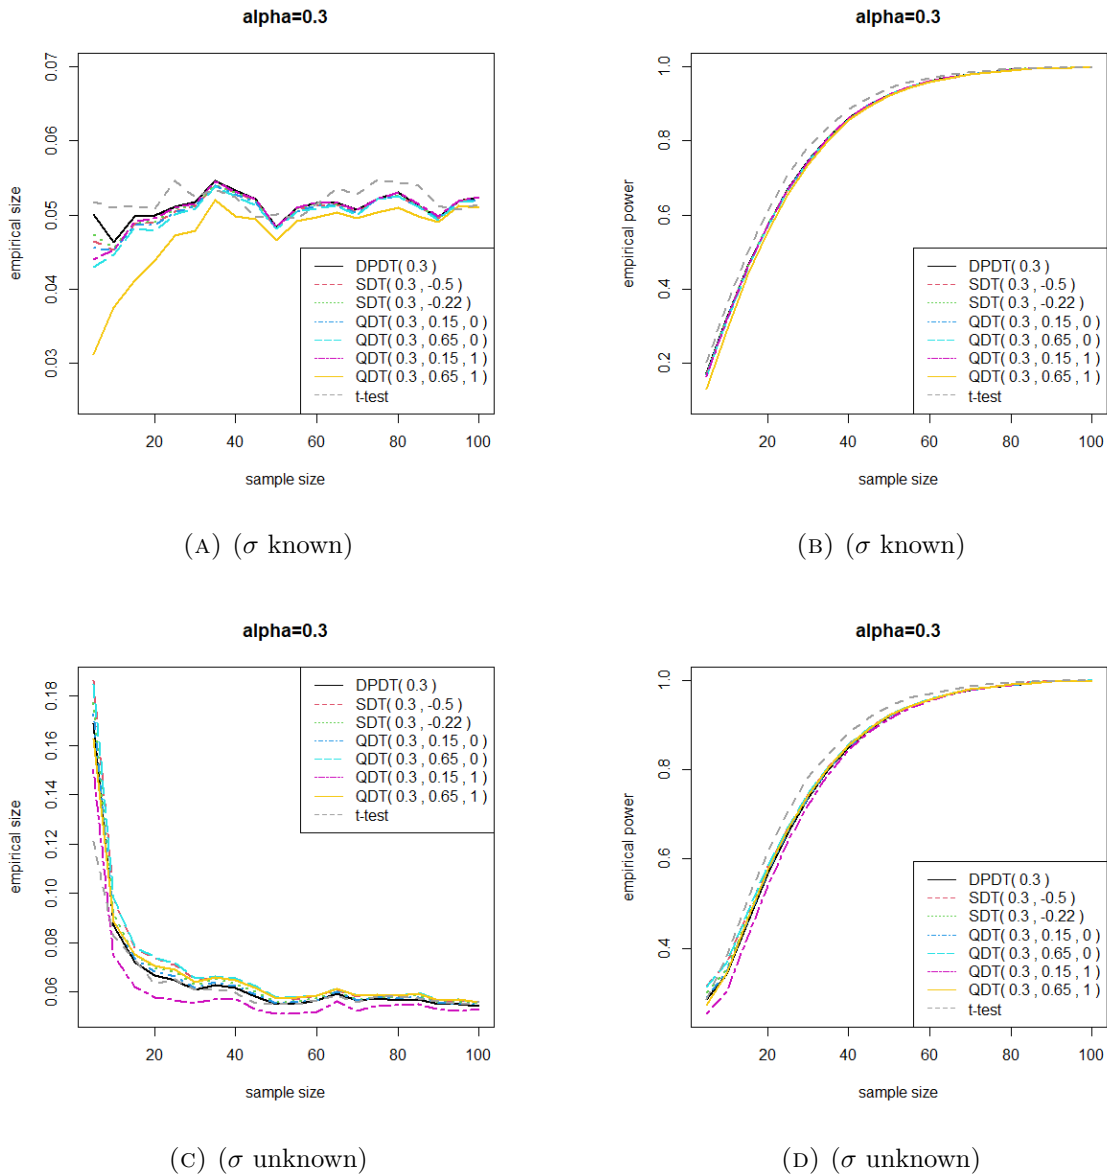 alpha=0.3
empirical size
0.03 0.04 0.05 0.06 0.07
DPDT( 0.3 )
SDT( 0.3 , -0.5 )
SDT( 0.3 , -0.22 )
QDT( 0.3 , 0.15 , 0 )
QDT( 0.3 , 0.65 , 0 )
QDT( 0.3 , 0.15 , 1 )
QDT( 0.3 , 0.65 , 1 )
t-test
20 40 60 80 100
sample size
(A) (σ known)
alpha=0.3
empirical power
0.2 0.4 0.6 0.8 1.0
DPDT( 0.3 )
SDT( 0.3 , -0.5 )
SDT( 0.3 , -0.22 )
QDT( 0.3 , 0.15 , 0 )
QDT( 0.3 , 0.65 , 0 )
QDT( 0.3 , 0.15 , 1 )
QDT( 0.3 , 0.65 , 1 )
t-test
20 40 60 80 100
sample size
(B) (σ known)
alpha=0.3
empirical size
0.06 0.08 0.10 0.12 0.14 0.16 0.18
DPDT( 0.3 )
SDT( 0.3 , -0.5 )
SDT( 0.3 , -0.22 )
QDT( 0.3 , 0.15 , 0 )
QDT( 0.3 , 0.65 , 0 )
QDT( 0.3 , 0.15 , 1 )
QDT( 0.3 , 0.65 , 1 )
t-test
20 40 60 80 100
sample size
(C) (σ unknown)
alpha=0.3
empirical power
0.4 0.6 0.8 1.0
DPDT( 0.3 )
SDT( 0.3 , -0.5 )
SDT( 0.3 , -0.22 )
QDT( 0.3 , 0.15 , 0 )
QDT( 0.3 , 0.65 , 0 )
QDT( 0.3 , 0.15 , 1 )
QDT( 0.3 , 0.65 , 1 )
t-test
20 40 60 80 100
sample size
(D) (σ unknown)